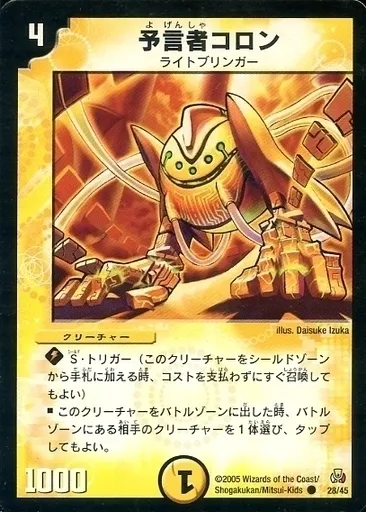 4
よげんしゃ
予言者コロン
ライトブリンガー
illus. Daisuke Izuka
クリーチャー
S・トリガー（このクリーチャーをシールドゾーン
から手札に加える時、コストを支払わずにすぐ召喚して
もよい）
■ このクリーチャーをバトルゾーンに出した時、バトル
ゾーンにある相手のクリーチャーを1体選び、タップ
してもよい。
1000
1
©2005 Wizards of the Coast/
Shogakukan/Mitsui-Kids
28/45